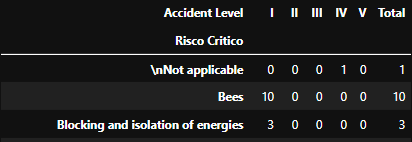 Accident Level I II III IV V Total
Risco Critico
\nNot applicable 0 0 0 1 0 1
Bees 10 0 0 0 0 10
Blocking and isolation of energies 3 0 0 0 0 3